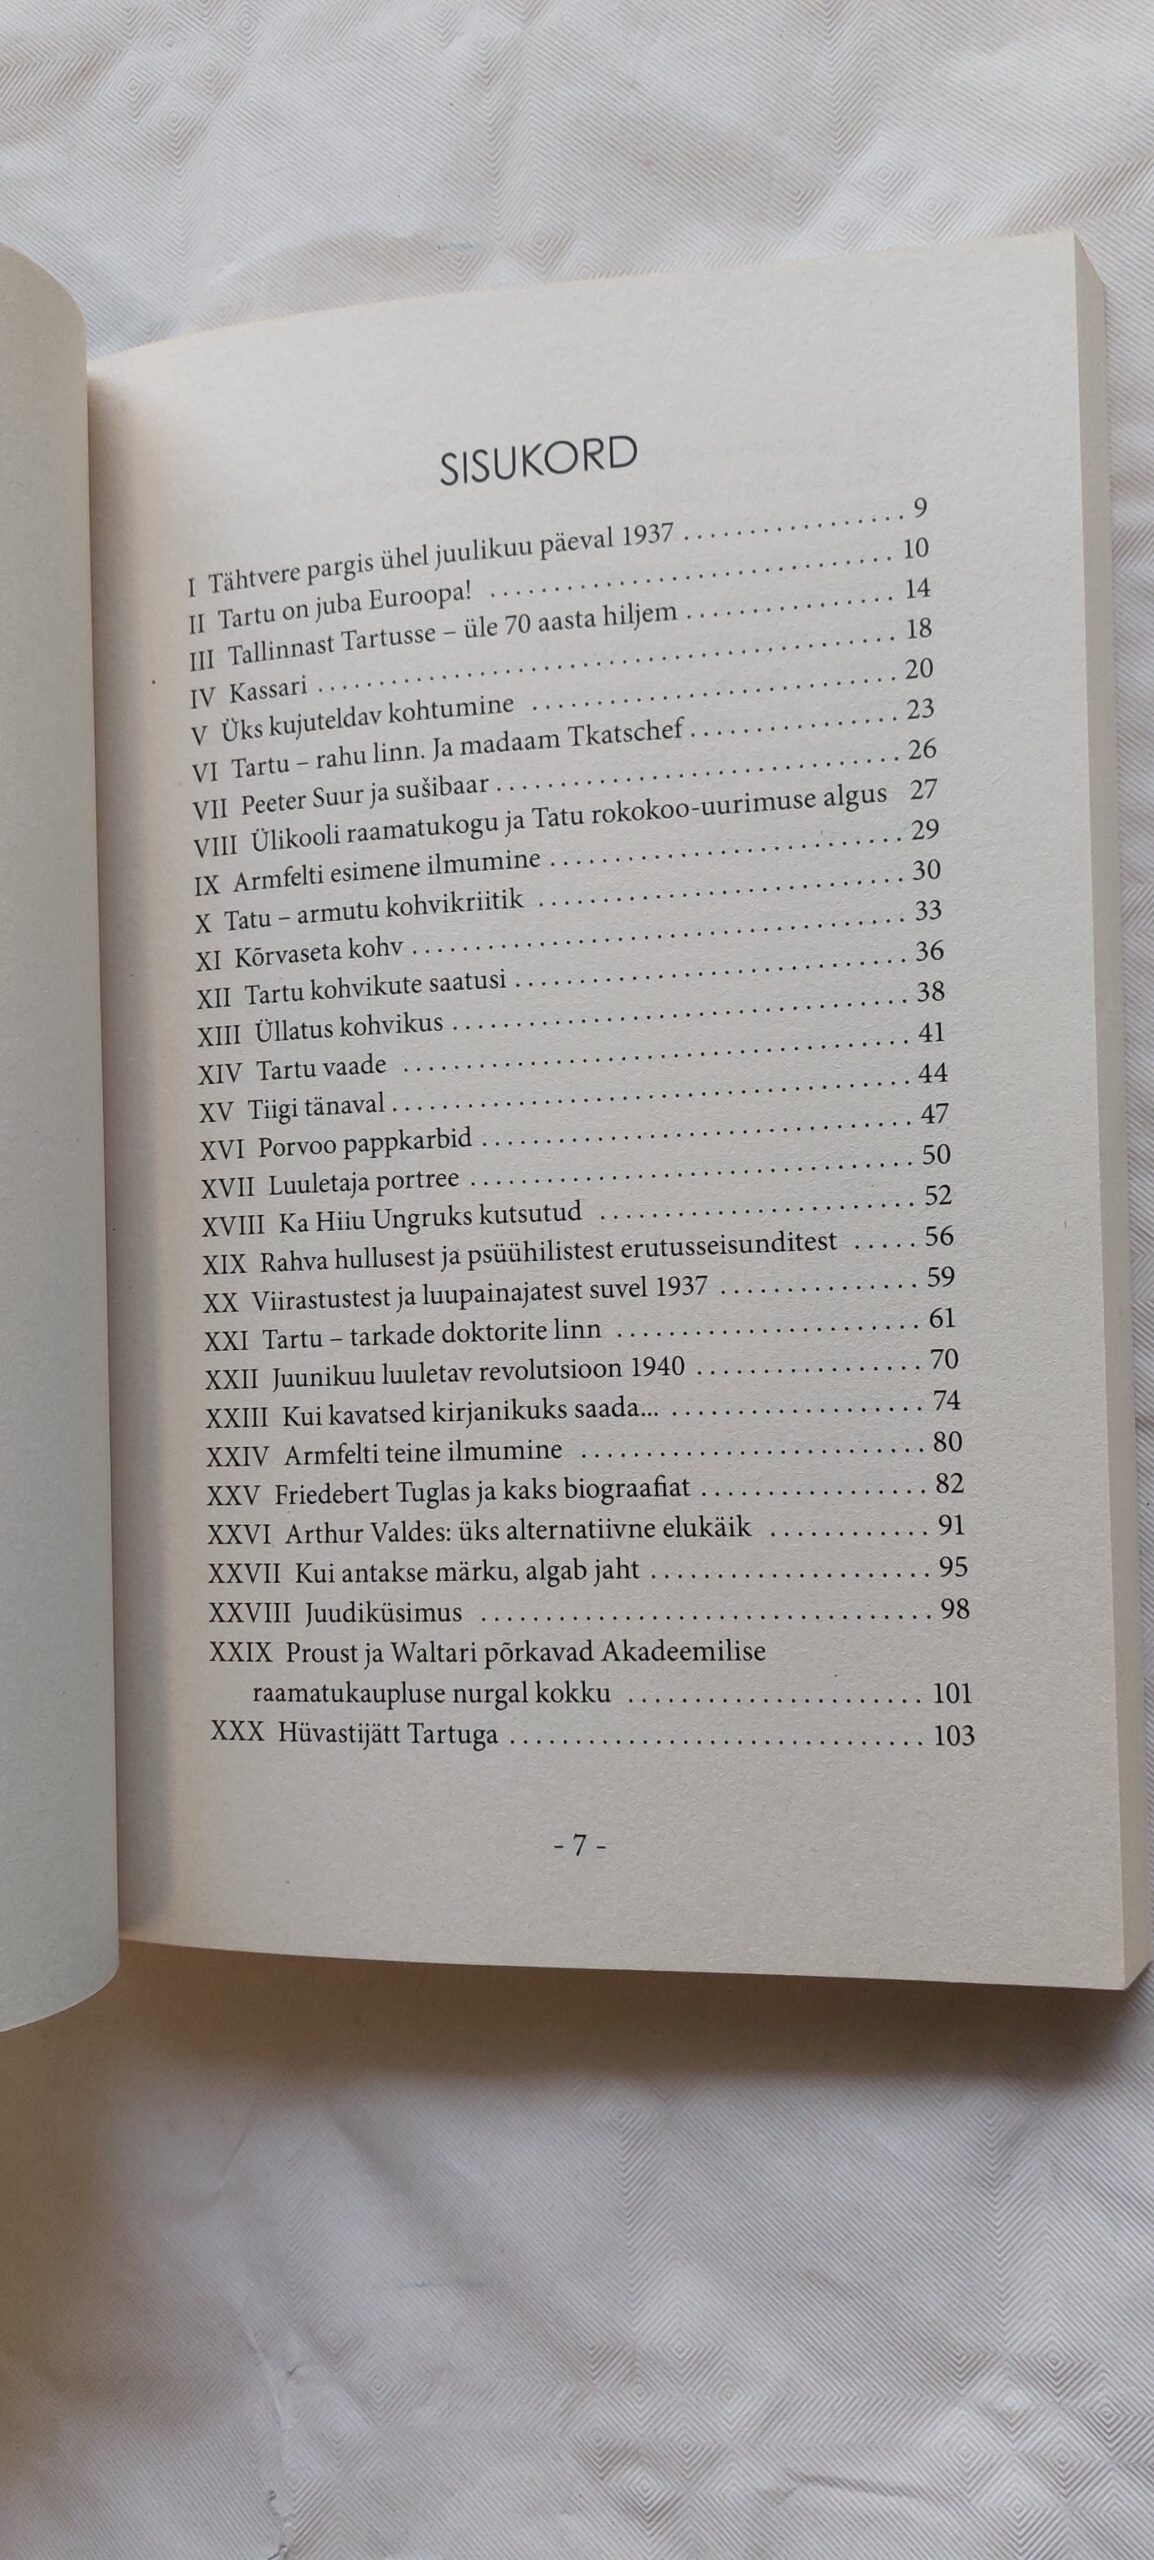 SISUKORD
I Tähtvere pargis ühel juulikuu päeval 1937 . . . . . . . . . . . . . . . . . 9
II Tartu on juba Euroopa! . . . . . . . . . . . . . . . . . . . . . . . . . . . . . . . 10
III Tallinnast Tartusse – üle 70 aasta hiljem . . . . . . . . . . . . . . . . 14
IV Kassari . . . . . . . . . . . . . . . . . . . . . . . . . . . . . . . . . . . . . . . . . . . . . 18
V Üks kujuteldav kohtumine . . . . . . . . . . . . . . . . . . . . . . . . . . . . 20
VI Tartu – rahu linn. Ja madaam Tkatschef . . . . . . . . . . . . . . . . 23
VII Peeter Suur ja sušibaar . . . . . . . . . . . . . . . . . . . . . . . . . . . . . . . 26
VIII Ülikooli raamatukogu ja Tatu rokokoo-uurimuse algus 27
IX Armfelti esimene ilmumine . . . . . . . . . . . . . . . . . . . . . . . . . . . 29
X Tatu – armutu kohvikriitik . . . . . . . . . . . . . . . . . . . . . . . . . . . . 30
XI Kõrvaseta kohv . . . . . . . . . . . . . . . . . . . . . . . . . . . . . . . . . . . . . . 33
XII Tartu kohvikute saatusi . . . . . . . . . . . . . . . . . . . . . . . . . . . . . . 36
XIII Üllatus kohvikus . . . . . . . . . . . . . . . . . . . . . . . . . . . . . . . . . . . 38
XIV Tartu vaade . . . . . . . . . . . . . . . . . . . . . . . . . . . . . . . . . . . . . . . 41
XV Tiigi tänaval . . . . . . . . . . . . . . . . . . . . . . . . . . . . . . . . . . . . . . . . 44
XVI Porvoo pappkarbid . . . . . . . . . . . . . . . . . . . . . . . . . . . . . . . . . 47
XVII Luuletaja portree . . . . . . . . . . . . . . . . . . . . . . . . . . . . . . . . . . 50
XVIII Ka Hiiu Ungruks kutsutud . . . . . . . . . . . . . . . . . . . . . . . . 52
XIX Rahva hullusest ja psüühilistest erutusseisunditest . . . . . 56
XX Viirastustest ja luupainajatest suvel 1937 . . . . . . . . . . . . . . . 59
XXI Tartu – tarkade doktorite linn . . . . . . . . . . . . . . . . . . . . . . . 61
XXII Juunikuu luuletav revolutsioon 1940 . . . . . . . . . . . . . . . . . 70
XXIII Kui kavatsed kirjanikuks saada... . . . . . . . . . . . . . . . . . . . . 74
XXIV Armfelti teine ilmumine . . . . . . . . . . . . . . . . . . . . . . . . . . . 80
XXV Friedebert Tuglas ja kaks biograafiat . . . . . . . . . . . . . . . . . . 82
XXVI Arthur Valdes: üks alternatiivne elukäik . . . . . . . . . . . . 91
XXVII Kui antakse märku, algab jaht . . . . . . . . . . . . . . . . . . . . . . 95
XXVIII Juudiküsimus . . . . . . . . . . . . . . . . . . . . . . . . . . . . . . . . . . . 98
XXIX Proust ja Waltari põrkavad Akadeemilise
raamatukaupluse nurgal kokku . . . . . . . . . . . . . . . . . . . . . . . 101
XXX Hüvastijätt Tartuga . . . . . . . . . . . . . . . . . . . . . . . . . . . . . . . . 103
- 7 -